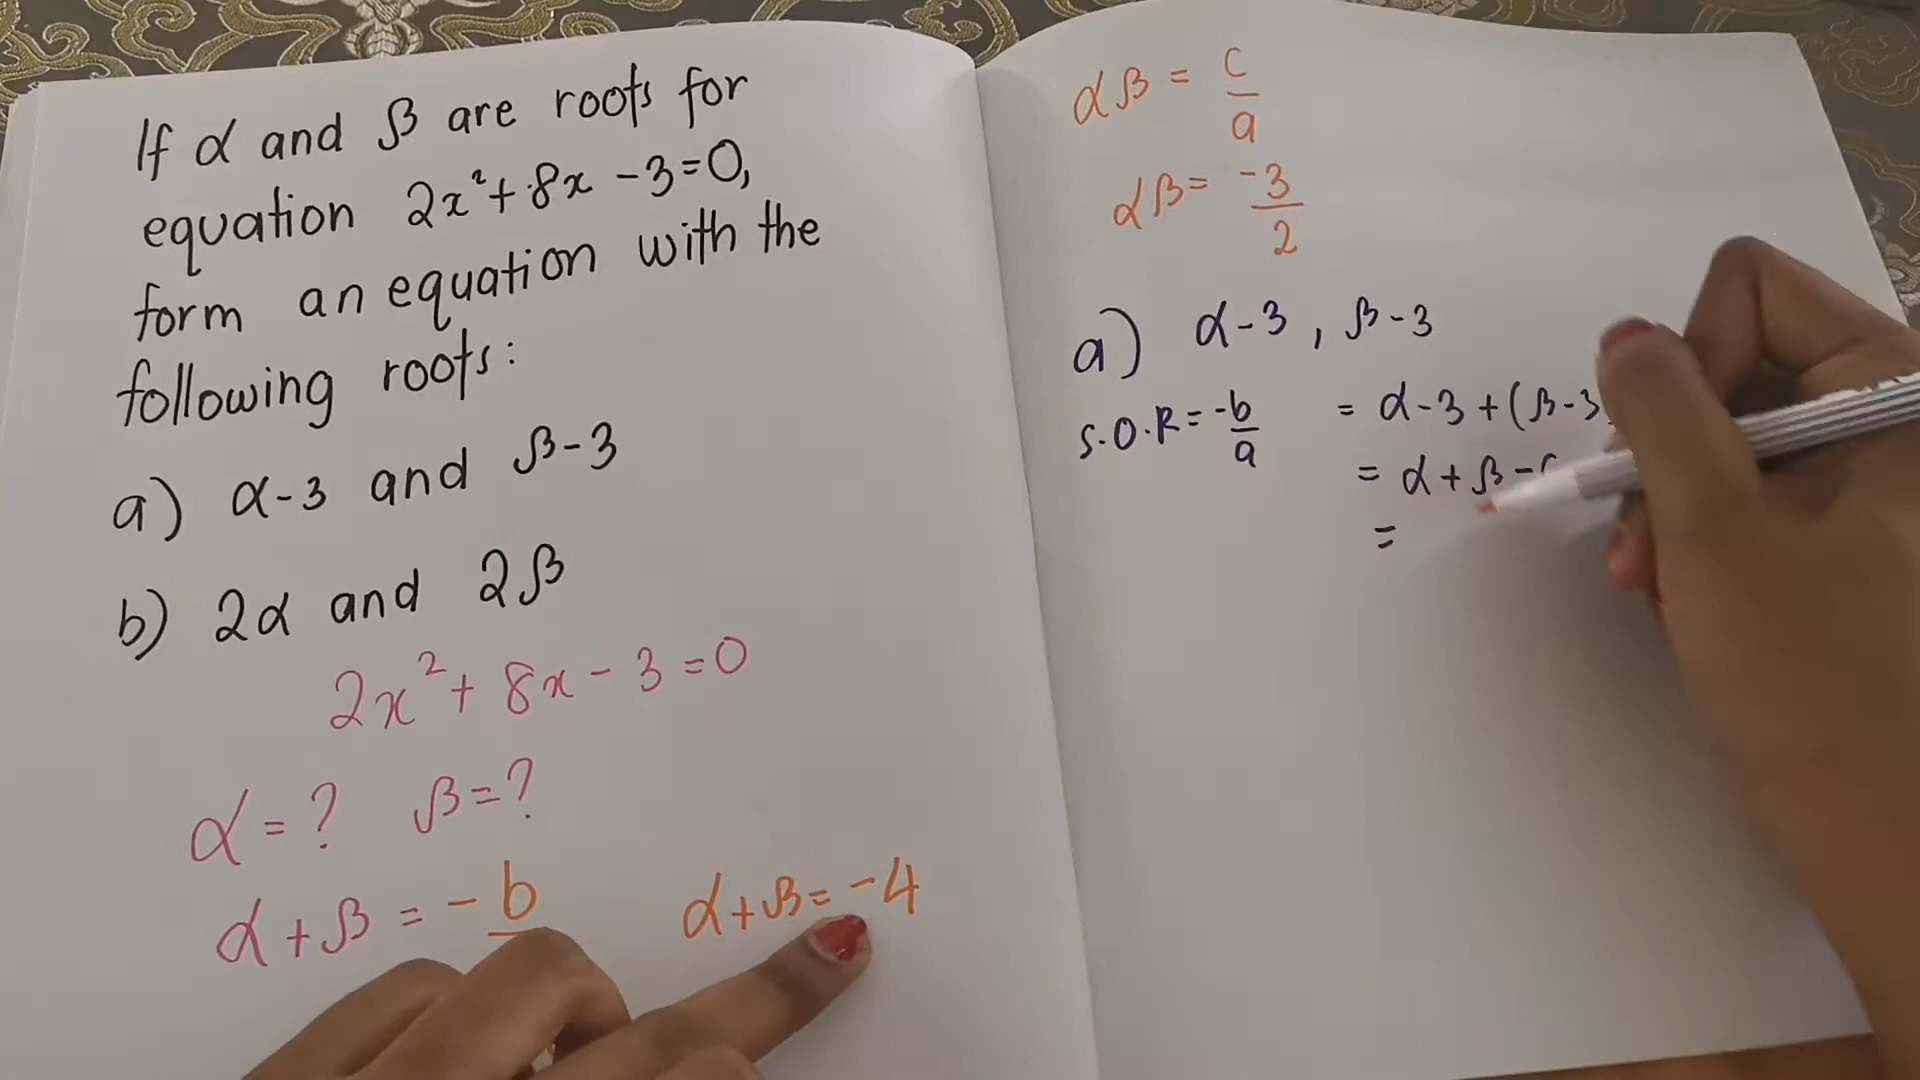 If α and β are roots for
equation 2x²+8x-3=0,
form an equation with the
following roots:
a) α-3 and β-3
b) 2α and 2β
2x²+8x-3=0
α=? β=?
α+β = -b
α+β=-4
αβ = c/a
αβ = -3/2
a) α-3, β-3
S.O.R = -b/a = α-3+(β-3
= α+β-
=